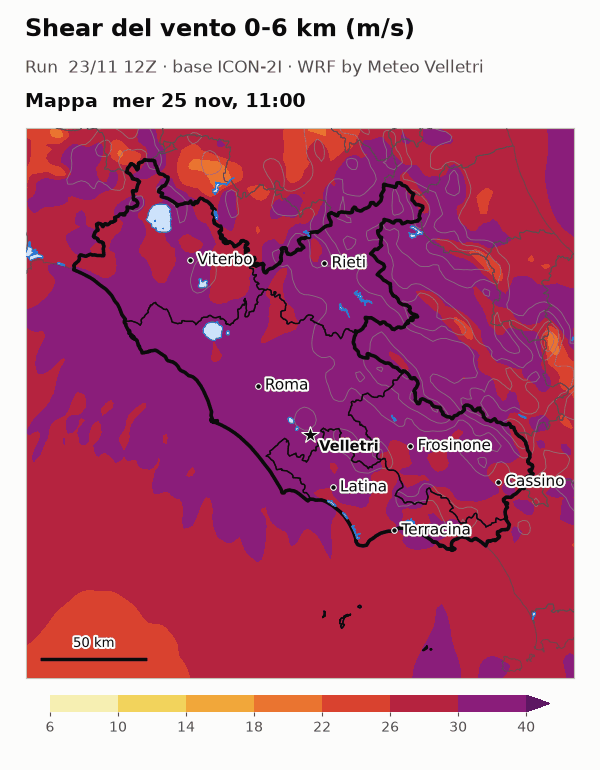 Shear del vento 0-6 km (m/s)
Run  23/11 12Z · base ICON-2I · WRF by Meteo Velletri
Mappa  mer 25 nov, 11:00
Viterbo
Rieti
Roma
Velletri
Frosinone
Cassino
Latina
Terracina
50 km
6 10 14 18 22 26 30 40